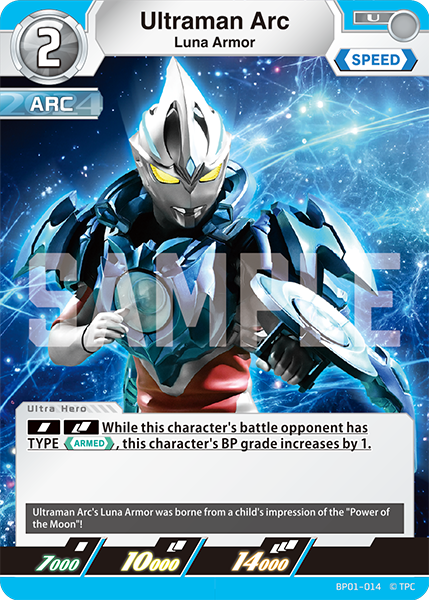 2
Ultraman Arc
Luna Armor
U
SPEED
ARC
SAMPLE
Ultra Hero
While this character's battle opponent has
TYPE ARMED, this character's BP grade increases by 1.
Ultraman Arc's Luna Armor was borne from a child's impression of the "Power of
the Moon"!
7000
10000
14000
BP01-014 © TPC